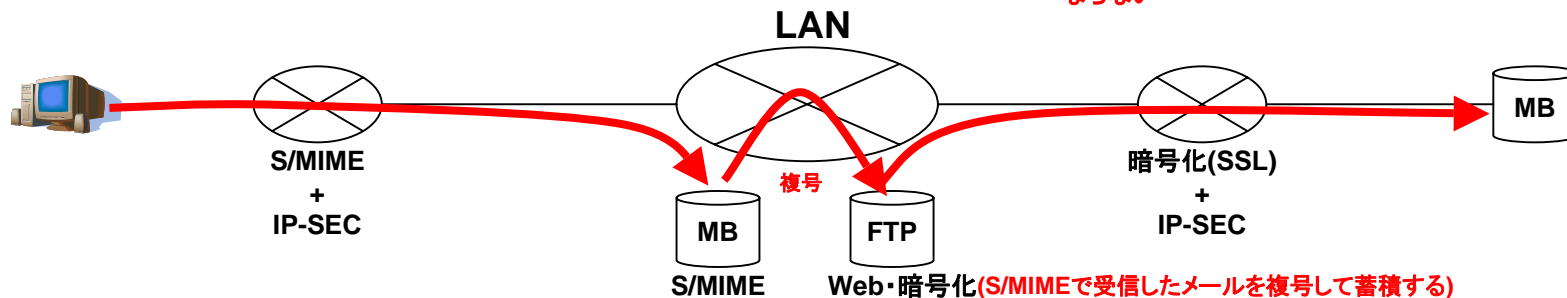 LAN
MB
S/MIME
+
IP-SEC
複号
暗号化(SSL)
+
IP-SEC
MB
FTP
S/MIME
Web・暗号化(S/MIMEで受信したメールを複号して蓄積する)